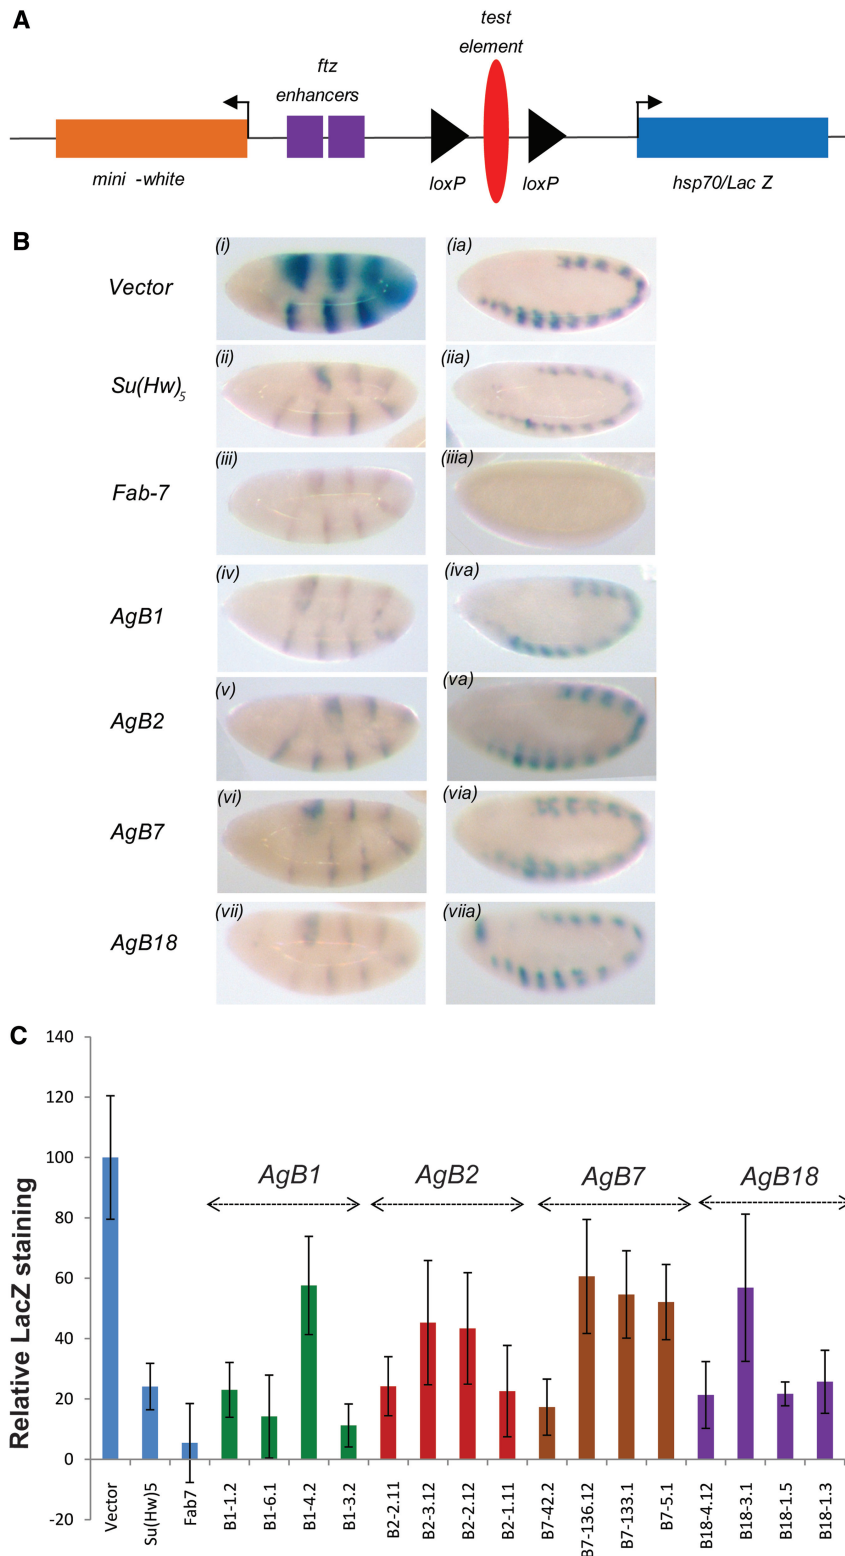 A
test
element
ftz
enhancers
mini -white
loxP
loxP
hsp70/Lac Z
B
(i)
(ia)
Vector
(ii)
(iia)
Su(Hw)5
(iii)
(iiia)
Fab-7
(iv)
(iva)
AgB1
(v)
(va)
AgB2
(vi)
(via)
AgB7
(vii)
(viia)
AgB18
C
Relative LacZ staining
140
120
100
80
60
40
20
0
-20
AgB1
AgB2
AgB7
AgB18
Vector
Su(Hw)5
Fab7
B1-1.2
B1-6.1
B1-4.2
B1-3.2
B2-2.11
B2-3.12
B2-2.12
B2-1.11
B7-42.2
B7-136.12
B7-133.1
B7-5.1
B18-4.12
B18-3.1
B18-1.5
B18-1.3